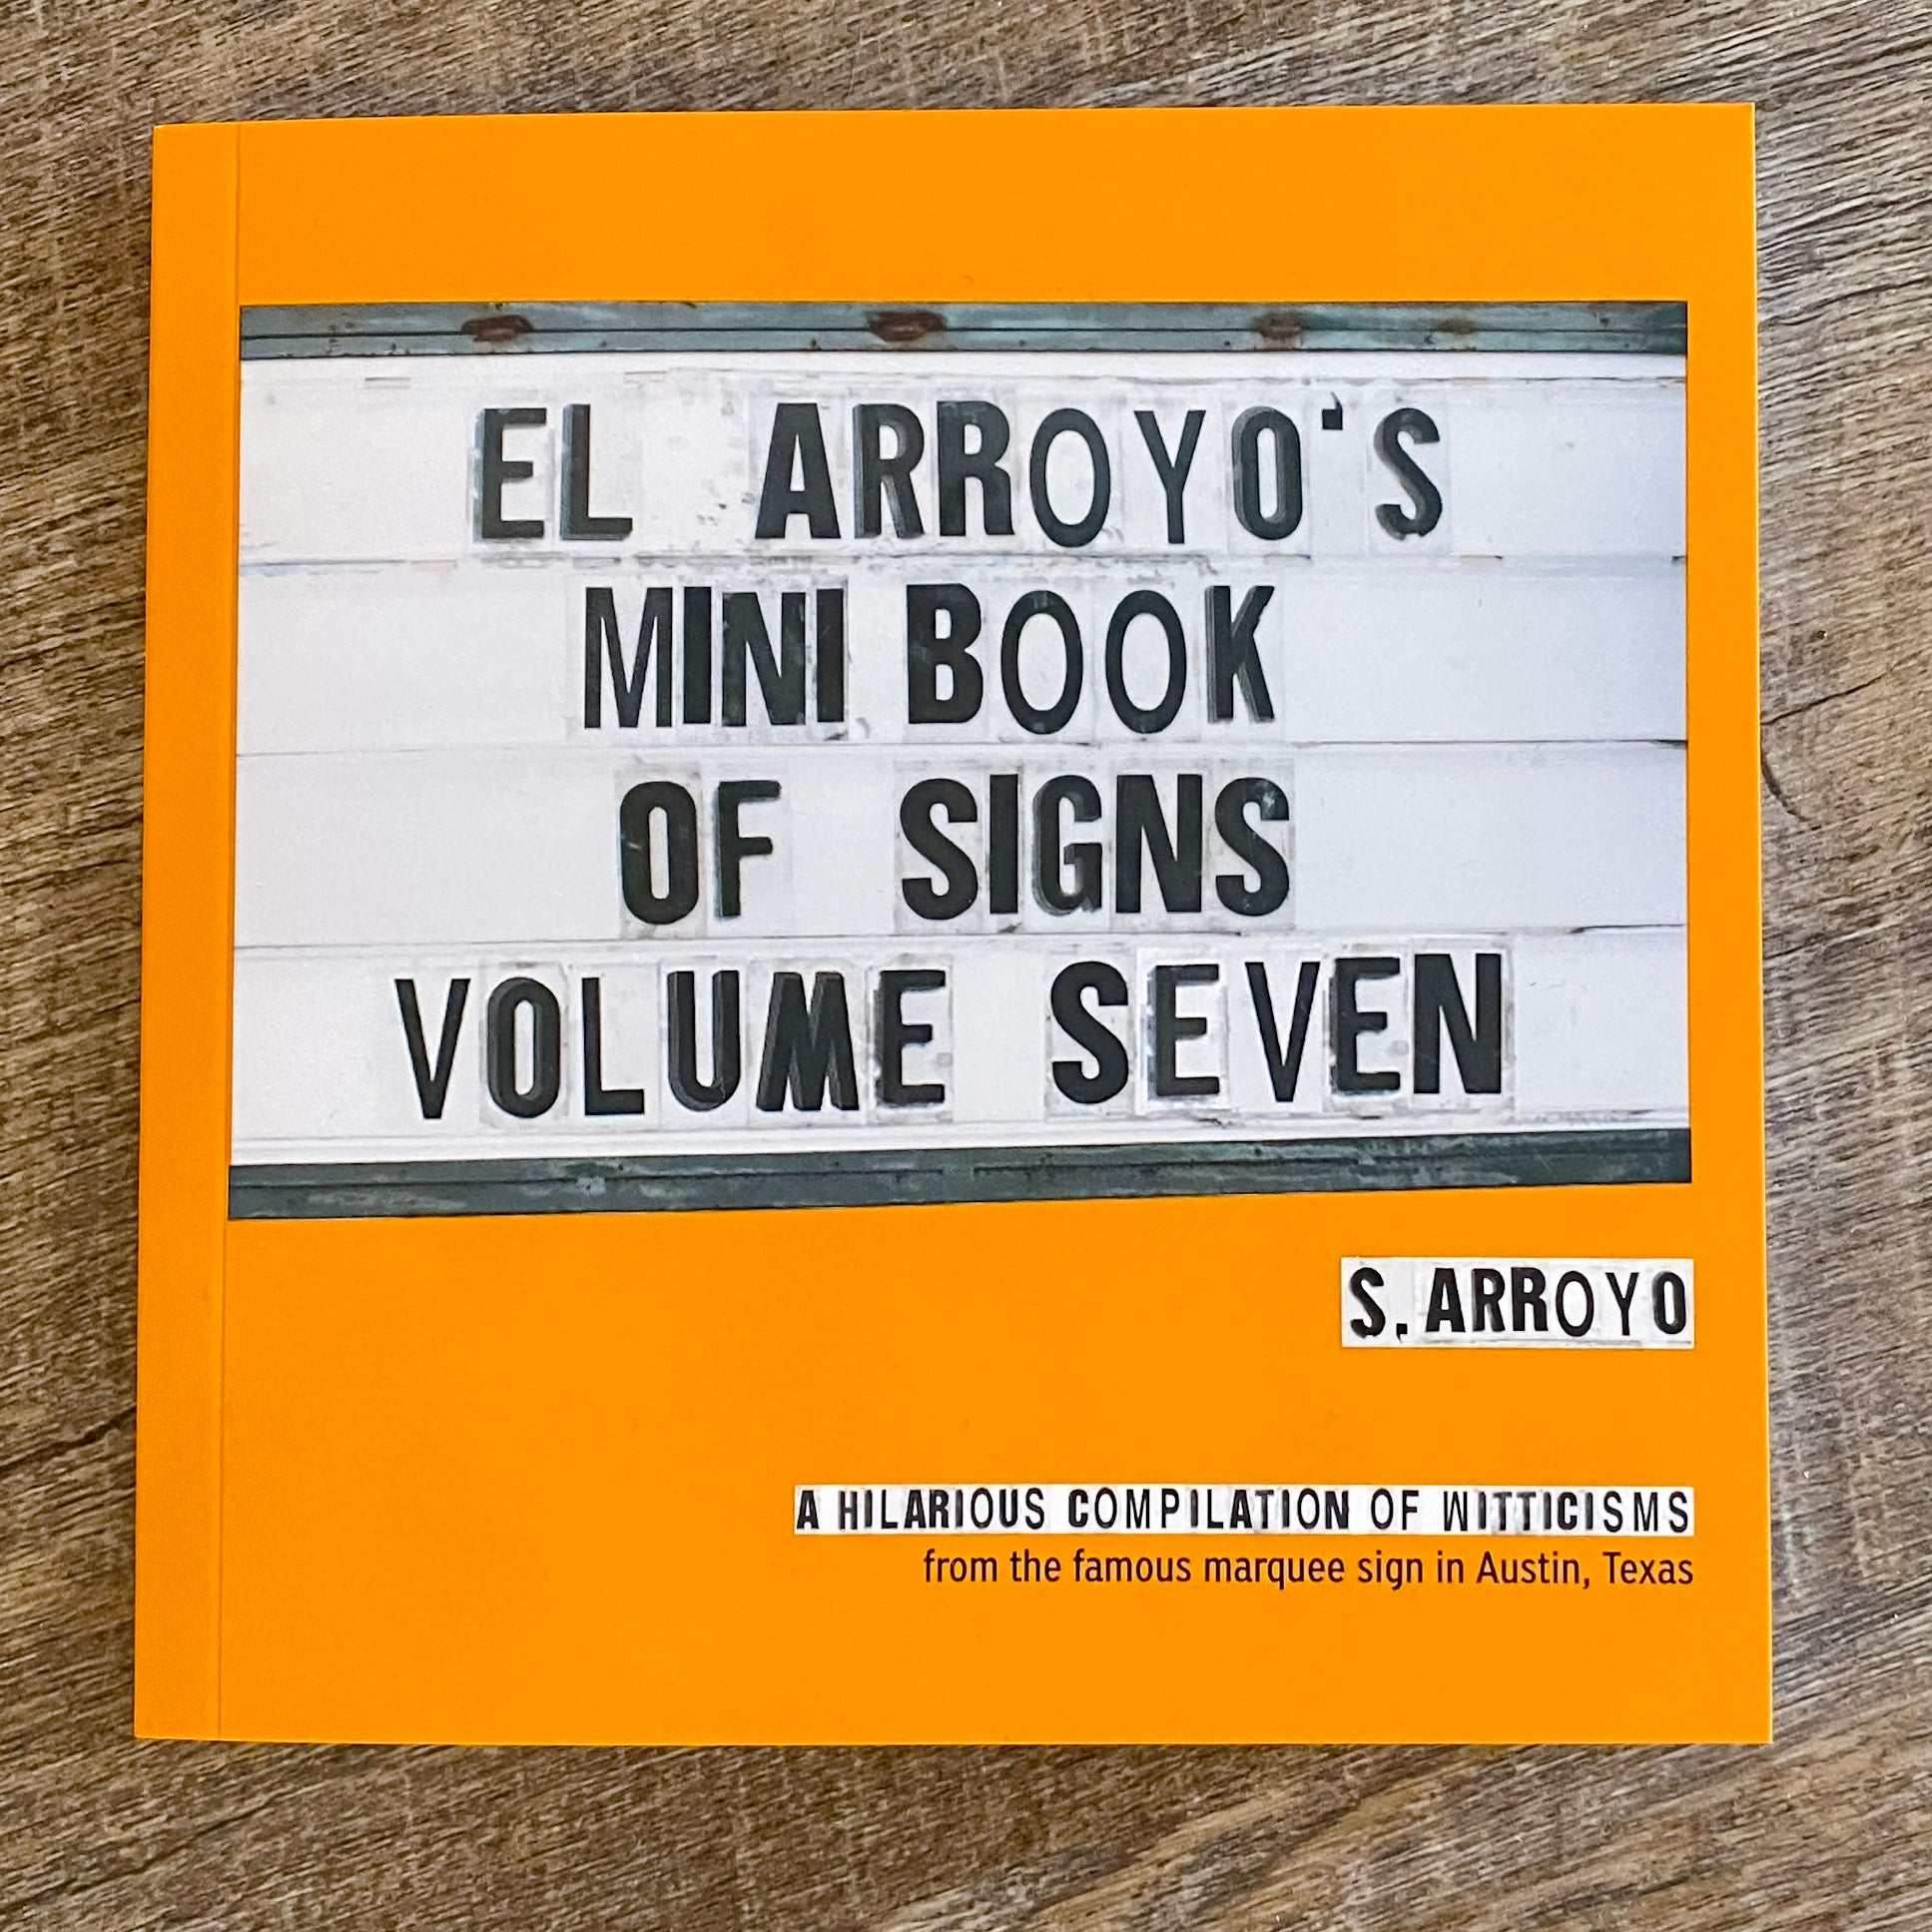 EL ARROYO'S
MINI BOOK
OF SIGNS
VOLUME SEVEN
S. ARROYO
A HILARIOUS COMPILATION OF WITTICISMS
from the famous marquee sign in Austin, Texas